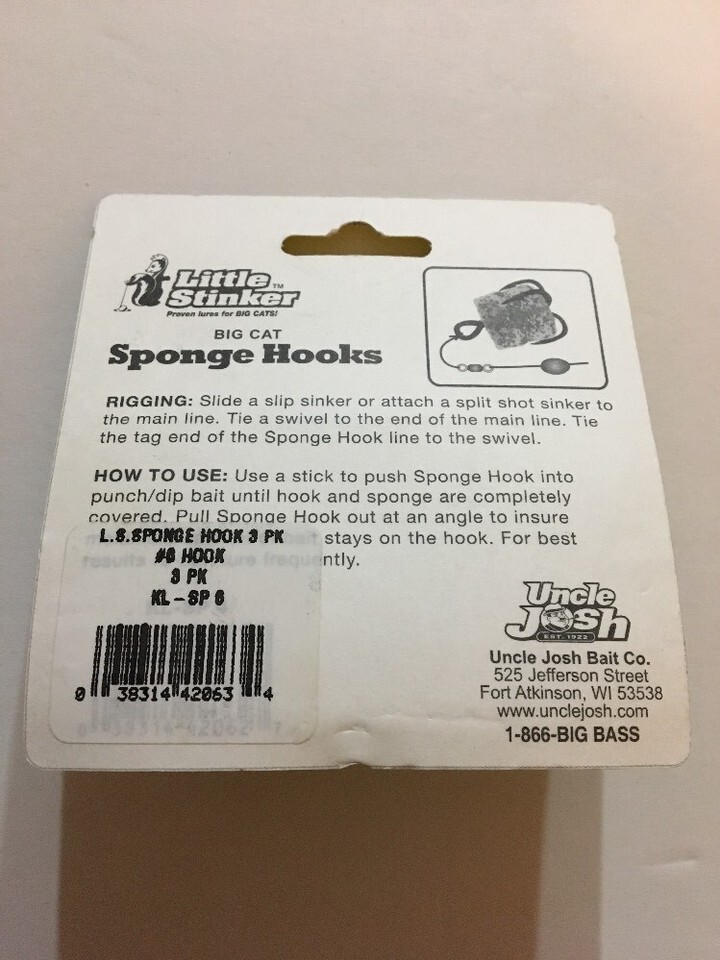 Little Stinker™
Proven lures for BIG CATS!
BIG CAT
Sponge Hooks
RIGGING: Slide a slip sinker or attach a split shot sinker to
the main line. Tie a swivel to the end of the main line. Tie
the tag end of the Sponge Hook line to the swivel.
HOW TO USE: Use a stick to push Sponge Hook into
punch/dip bait until hook and sponge are completely
covered. Pull Sponge Hook out at an angle to insure
stays on the hook. For best
ntly.
L.S.SPONGE HOOK 3 PK
#6 HOOK
3 PK
KL-SP 6
0 38314 42063 4
Uncle
Josh
EST. 1922
Uncle Josh Bait Co.
525 Jefferson Street
Fort Atkinson, WI 53538
www.unclejosh.com
1-866-BIG BASS